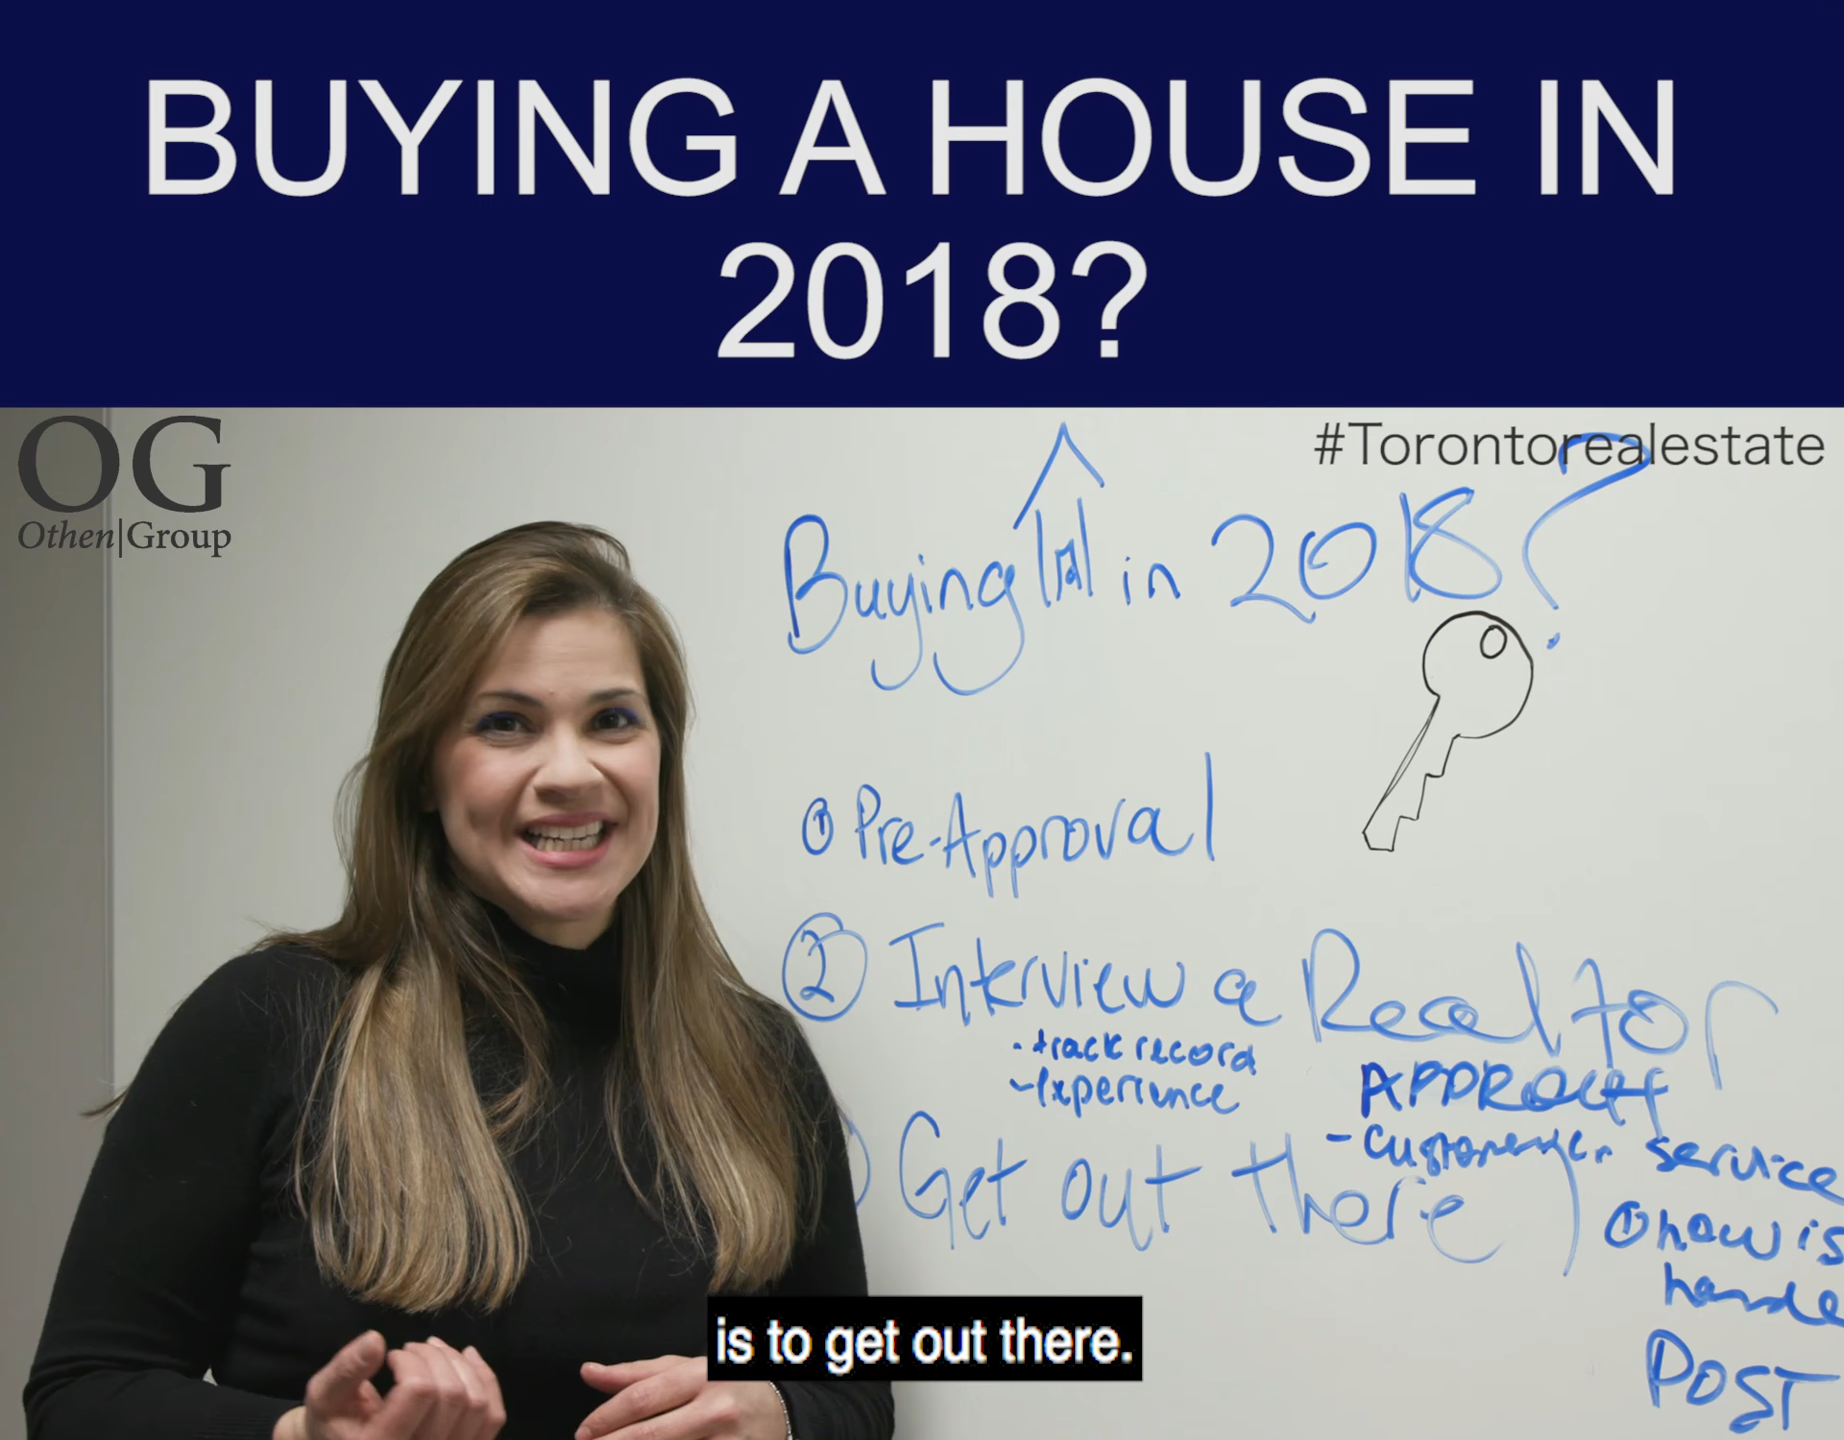 BUYING A HOUSE IN
2018?
OG
Othen|Group
#Torontorealestate
Buying in 2018?
① Pre-Approval
② Interview a Realtor
· track record
- Experience
- Customer service
Get out there
① how is
POST
is to get out there.